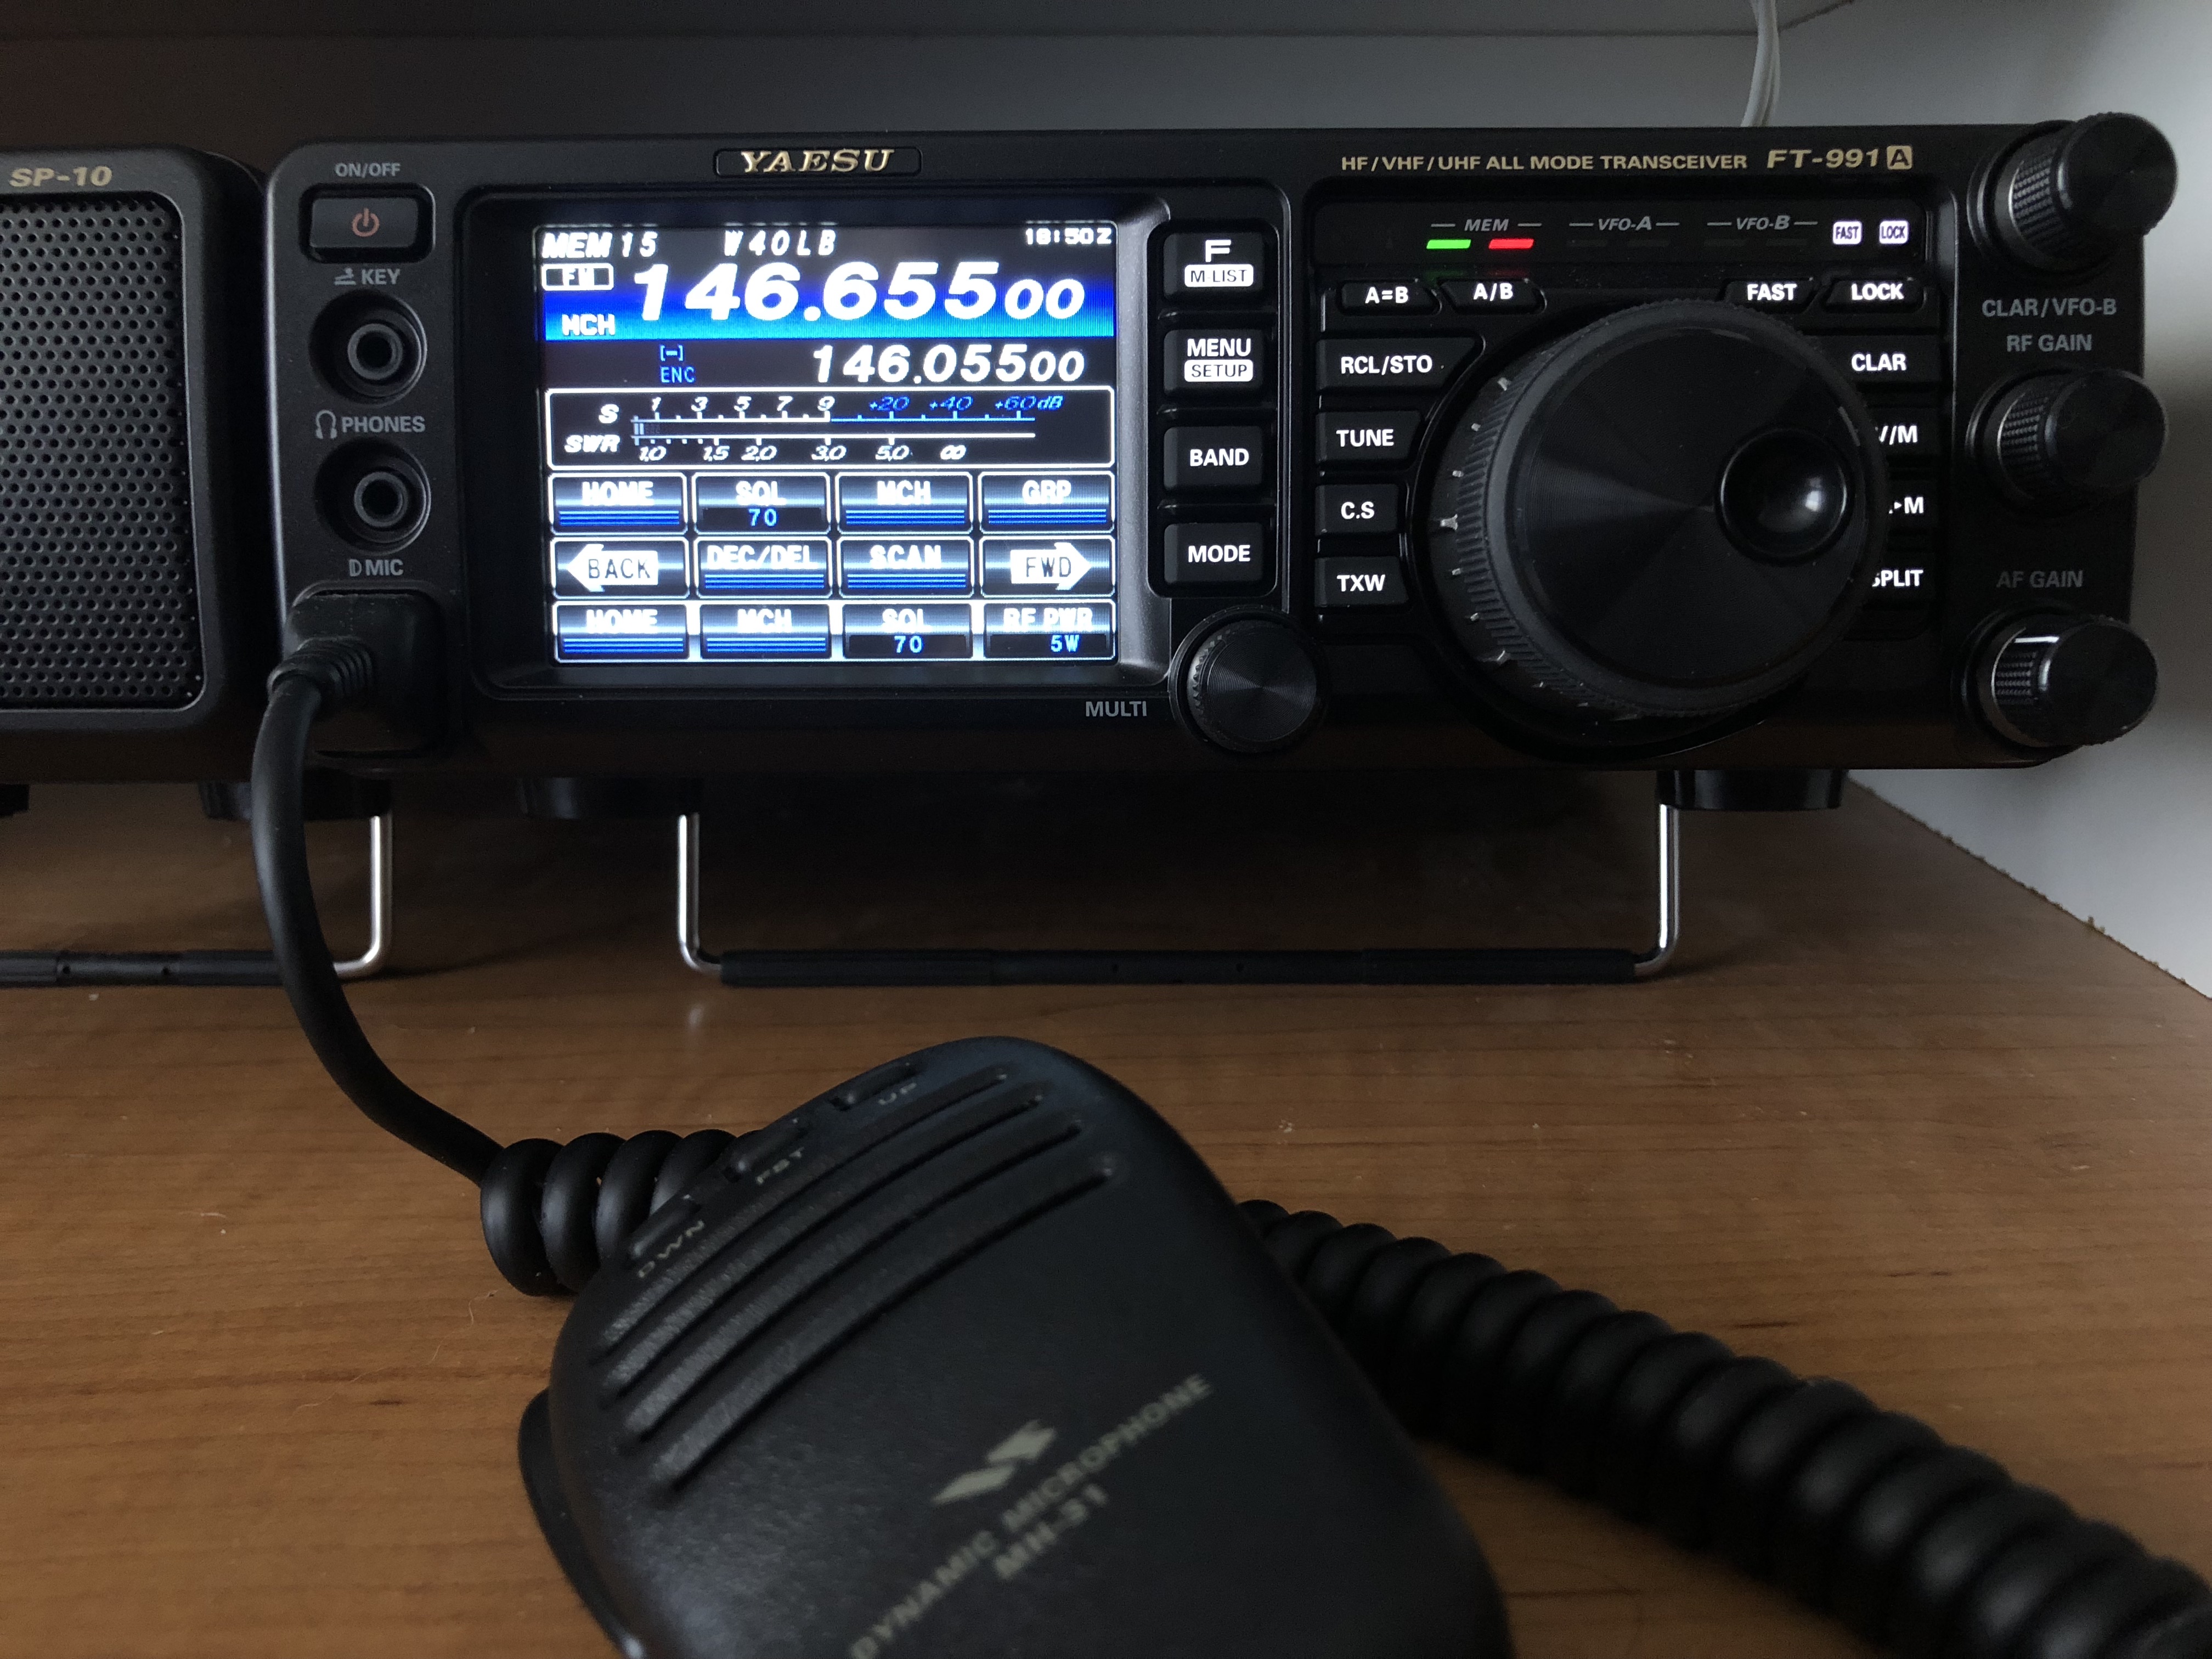 SP-10
ON/OFF
KEY
PHONES
MIC
YAESU
HF/VHF/UHF ALL MODE TRANSCEIVER FT-991A
MEM 15 W4OLB 18:50Z
FM 146.65500
MCH
[-] 146.05500
ENC
S 1 3 5 7 9 +20 +40 +60dB
SWR 1.0 1.5 2.0 3.0 5.0 ∞
HOME SQL MCH GRP
70
BACK DEC/DEL SCAN FWD
HOME MCH SQL RF PWR
70 5W
MULTI
F
M-LIST
MENU
SETUP
BAND
MODE
MEM VFO-A VFO-B FAST LOCK
A=B A/B FAST LOCK
RCL/STO CLAR
TUNE V/M
C.S ▸M
TXW SPLIT
CLAR/VFO-B
RF GAIN
AF GAIN
UP
DWN
DYNAMIC MICROPHONE
MH-31